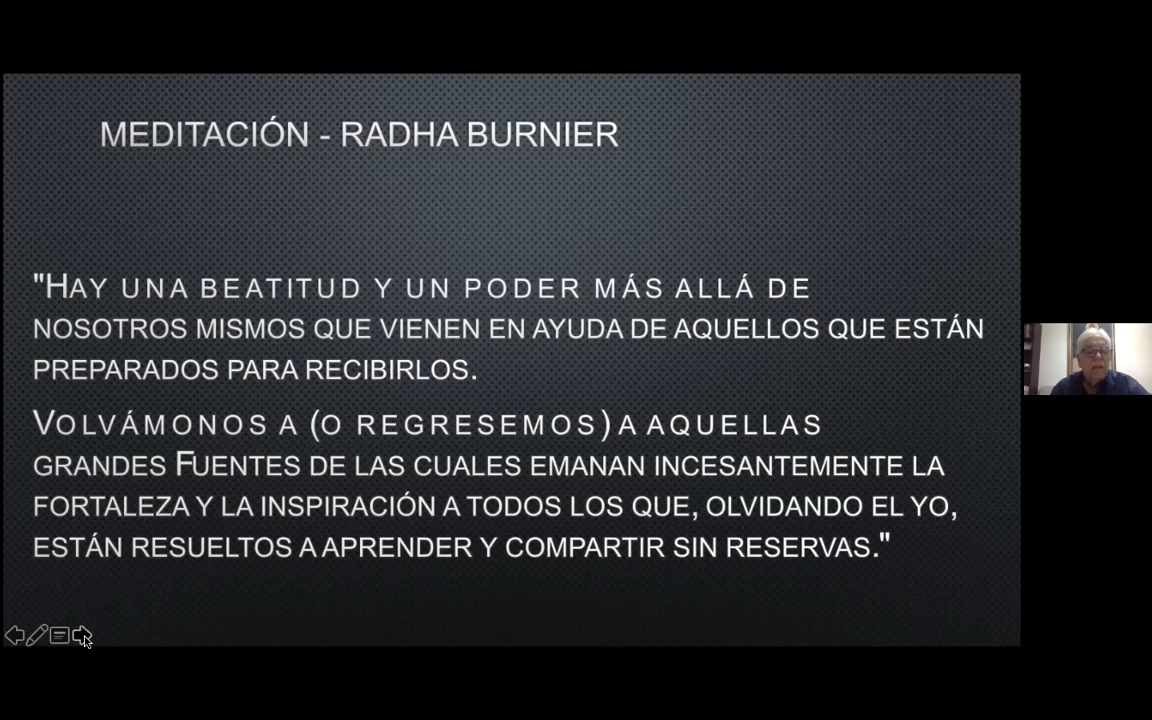 MEDITACIÓN - RADHA BURNIER
"HAY UNA BEATITUD Y UN PODER MÁS ALLÁ DE
NOSOTROS MISMOS QUE VIENEN EN AYUDA DE AQUELLOS QUE ESTÁN
PREPARADOS PARA RECIBIRLOS.
VOLVÁMONOS A (O REGRESEMOS) A AQUELLAS
GRANDES FUENTES DE LAS CUALES EMANAN INCESANTEMENTE LA
FORTALEZA Y LA INSPIRACIÓN A TODOS LOS QUE, OLVIDANDO EL YO,
ESTÁN RESUELTOS A APRENDER Y COMPARTIR SIN RESERVAS."